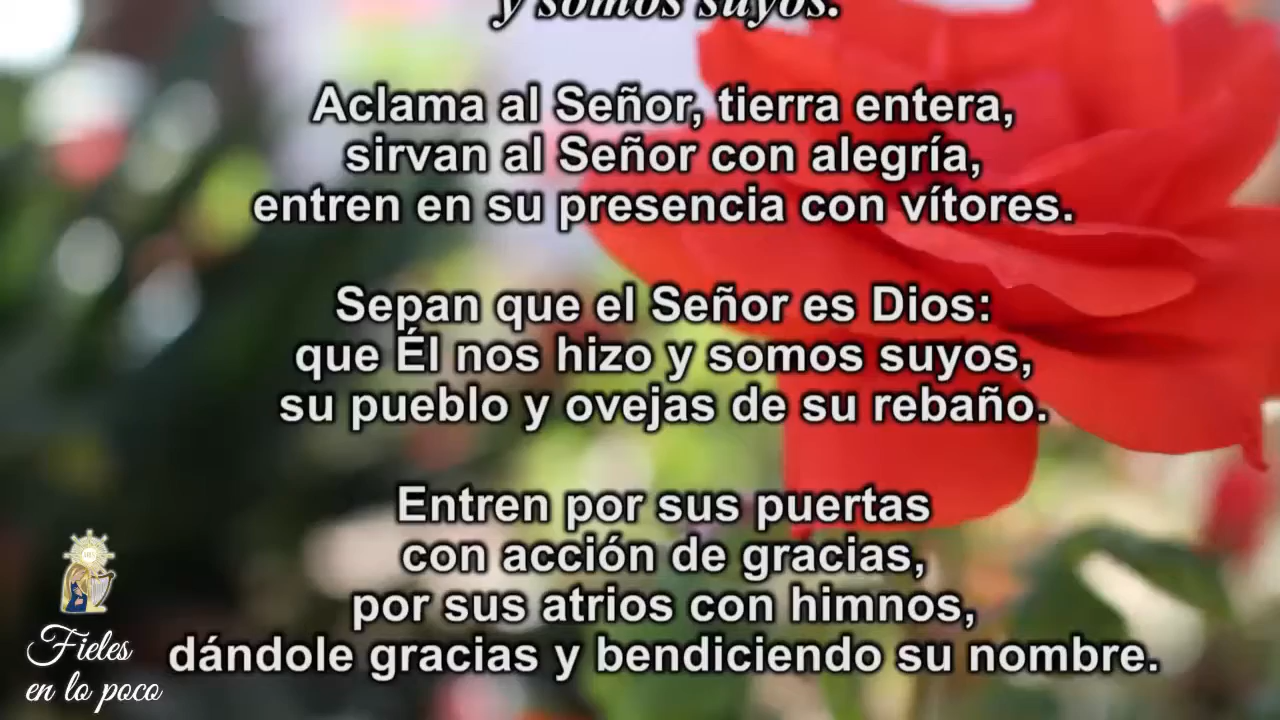 y somos suyos.
Aclama al Señor, tierra entera,
sirvan al Señor con alegría,
entren en su presencia con vítores.
Sepan que el Señor es Dios:
que Él nos hizo y somos suyos,
su pueblo y ovejas de su rebaño.
Entren por sus puertas
con acción de gracias,
por sus atrios con himnos,
dándole gracias y bendiciendo su nombre.
Fieles
en lo poco